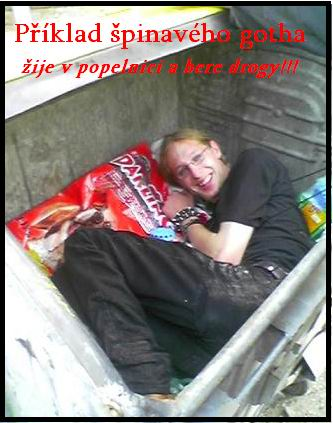 Příklad špinavého gotha
žije v popelnici a bere drogy!!!